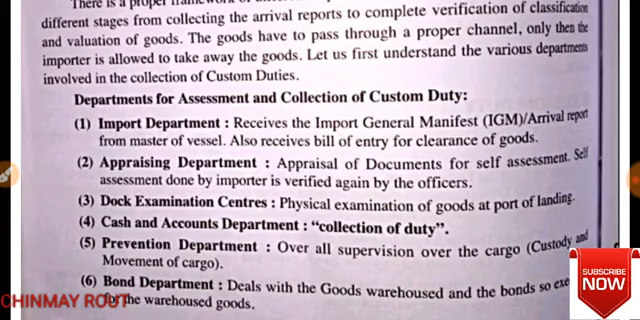 There is a proper
different stages from collecting the arrival reports to complete verification of classification
and valuation of goods. The goods have to pass through a proper channel, only then the
importer is allowed to take away the goods. Let us first understand the various departments
involved in the collection of Custom Duties.
Departments for Assessment and Collection of Custom Duty:
(1) Import Department : Receives the Import General Manifest (IGM)/Arrival report
from master of vessel. Also receives bill of entry for clearance of goods.
(2) Appraising Department : Appraisal of Documents for self assessment. Self
assessment done by importer is verified again by the officers.
(3) Dock Examination Centres : Physical examination of goods at port of landing.
(4) Cash and Accounts Department : "collection of duty".
(5) Prevention Department : Over all supervision over the cargo (Custody and
Movement of cargo).
(6) Bond Department : Deals with the Goods warehoused and the bonds so exe
for the warehoused goods.
CHINMAY ROUT
SUBSCRIBE
NOW